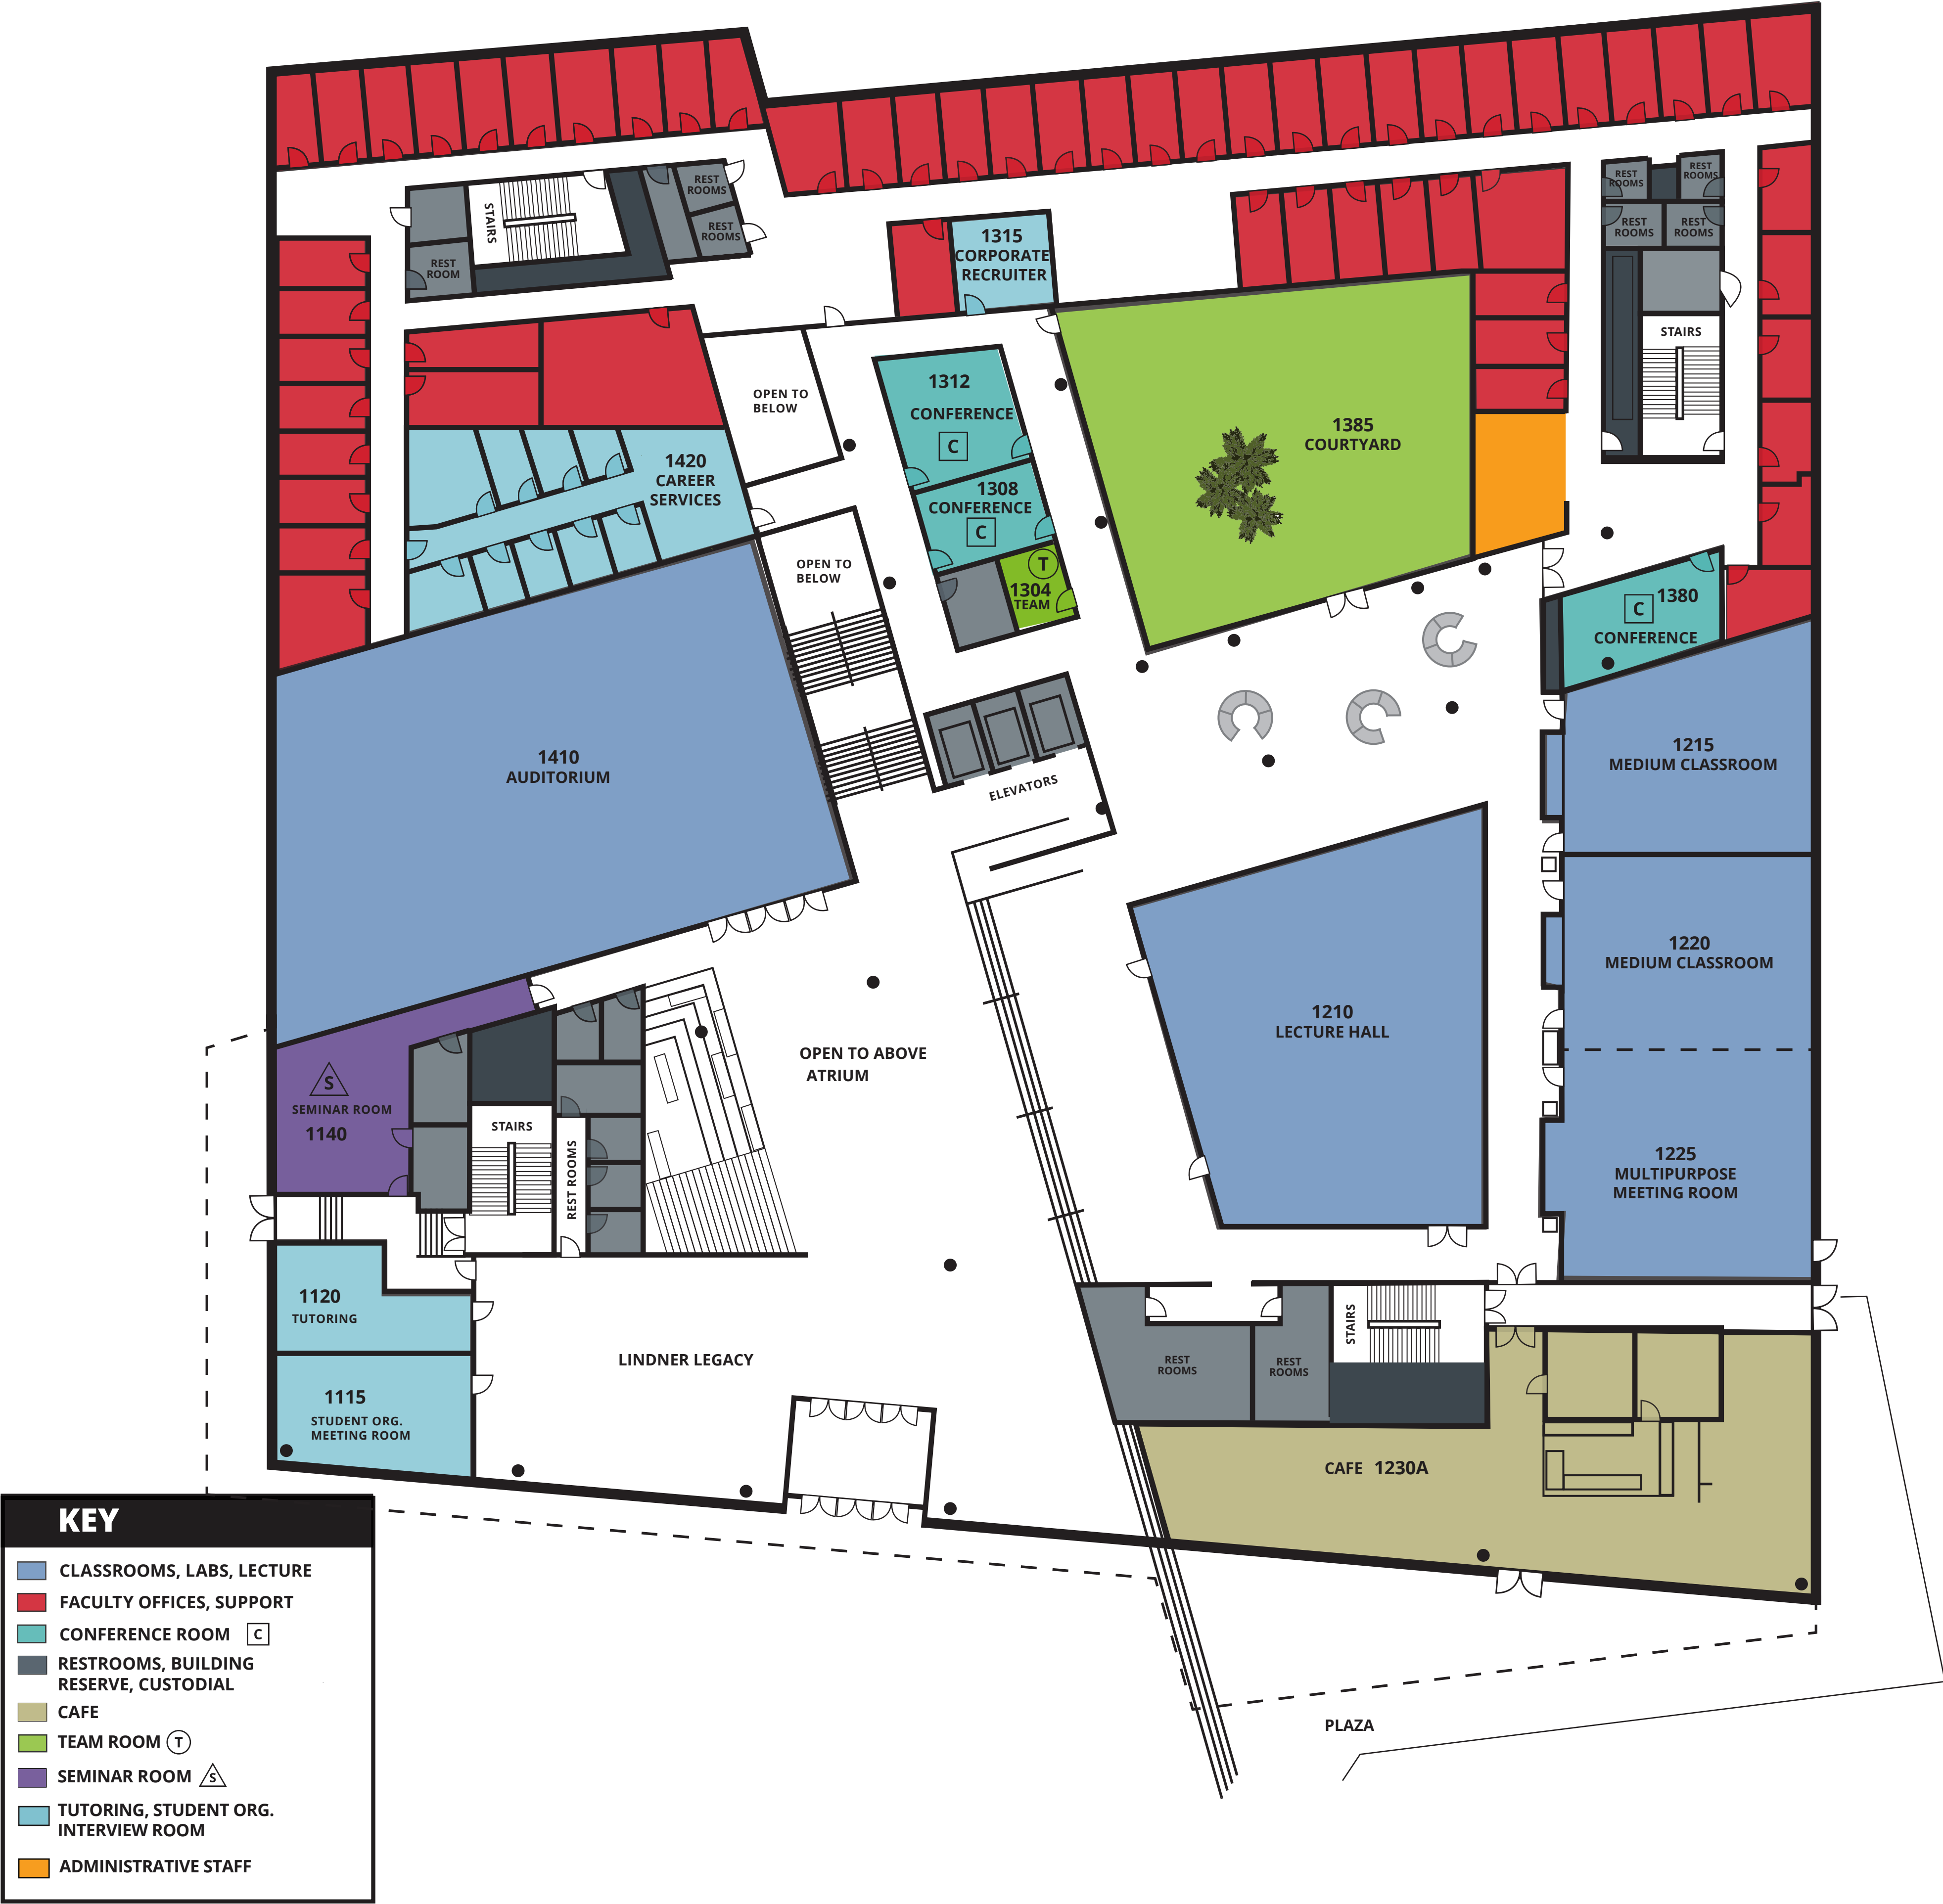 REST
ROOMS
REST
ROOMS
STAIRS
REST
ROOM
1315
CORPORATE
RECRUITER
REST
ROOMS
REST
ROOMS
REST
ROOMS
REST
ROOMS
STAIRS
OPEN TO
BELOW
1312
CONFERENCE
C
1385
COURTYARD
1420
CAREER
SERVICES
1308
CONFERENCE
C
OPEN TO
BELOW
T
1304
TEAM
C
1380
CONFERENCE
1410
AUDITORIUM
ELEVATORS
1215
MEDIUM CLASSROOM
1220
MEDIUM CLASSROOM
1210
LECTURE HALL
OPEN TO ABOVE
ATRIUM
S
SEMINAR ROOM
1140
STAIRS
REST ROOMS
1225
MULTIPURPOSE
MEETING ROOM
1120
TUTORING
LINDNER LEGACY
STAIRS
REST
ROOMS
REST
ROOMS
1115
STUDENT ORG.
MEETING ROOM
CAFE 1230A
PLAZA
KEY
CLASSROOMS, LABS, LECTURE
FACULTY OFFICES, SUPPORT
CONFERENCE ROOM C
RESTROOMS, BUILDING
RESERVE, CUSTODIAL
CAFE
TEAM ROOM T
SEMINAR ROOM S
TUTORING, STUDENT ORG.
INTERVIEW ROOM
ADMINISTRATIVE STAFF